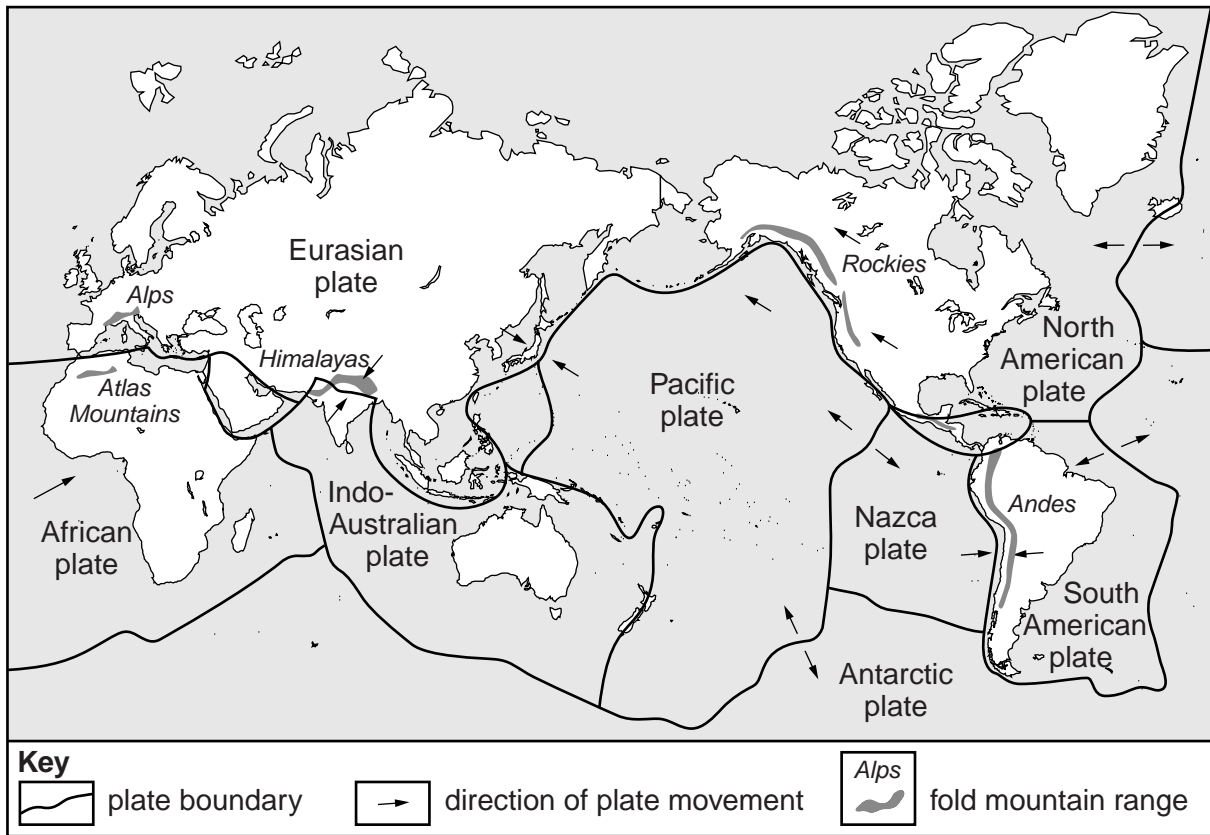 Eurasian
plate
Alps
Himalayas
Atlas
Mountains
African
plate
Indo-
Australian
plate
Pacific
plate
Rockies
North
American
plate
Nazca
plate
Andes
South
American
plate
Antarctic
plate
Key
plate boundary
direction of plate movement
Alps
fold mountain range